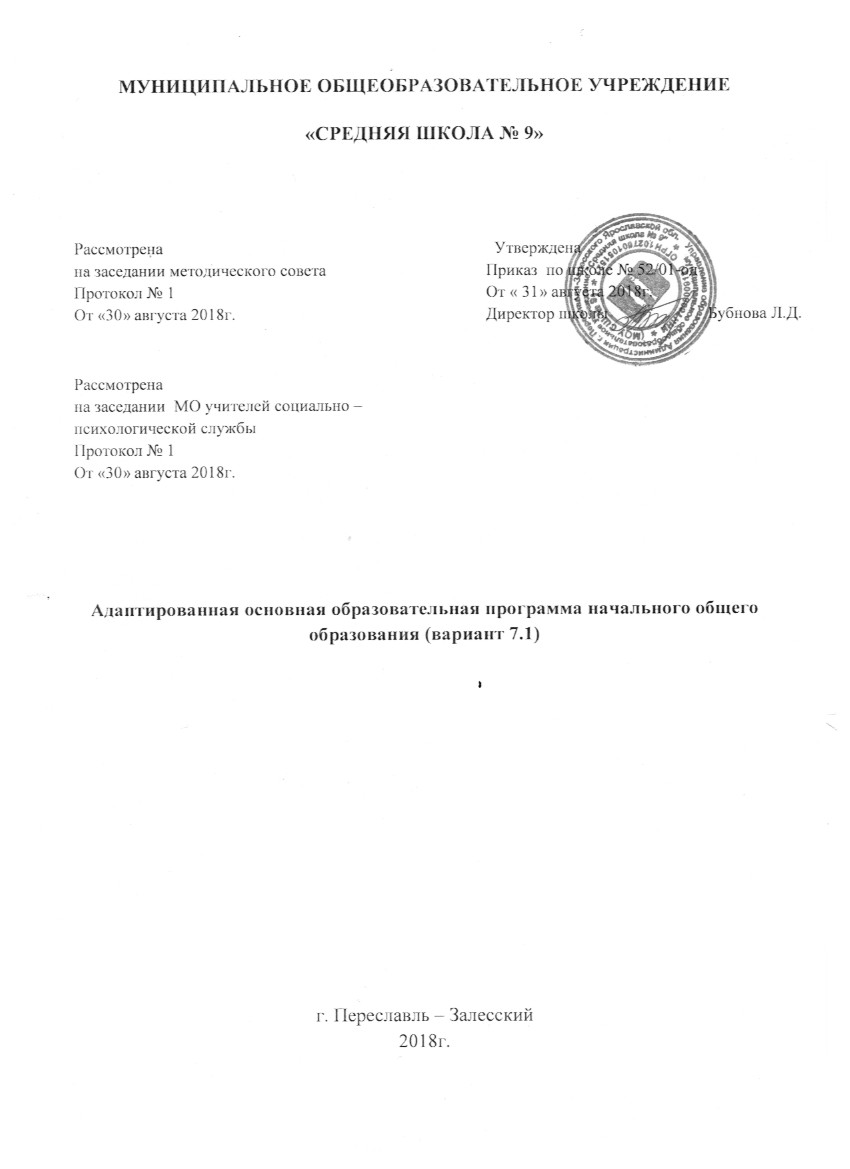 МУНИЦИПАЛЬНОЕ ОБЩЕОБРАЗОВАТЕЛЬНОЕ УЧРЕЖДЕНИЕ
«СРЕДНЯЯ ШКОЛА № 9»
Рассмотрена
на заседании методического совета
Протокол № 1
От «30» августа 2018г.
Утверждена
Приказ по школе № 52/01-од
От « 31» августа 2018г.
Директор школы Бубнова Л.Д.
Рассмотрена
на заседании МО учителей социально –
психологической службы
Протокол № 1
От «30» августа 2018г.
Адаптированная основная образовательная программа начального общего
образования (вариант 7.1)
г. Переславль – Залесский
2018г.